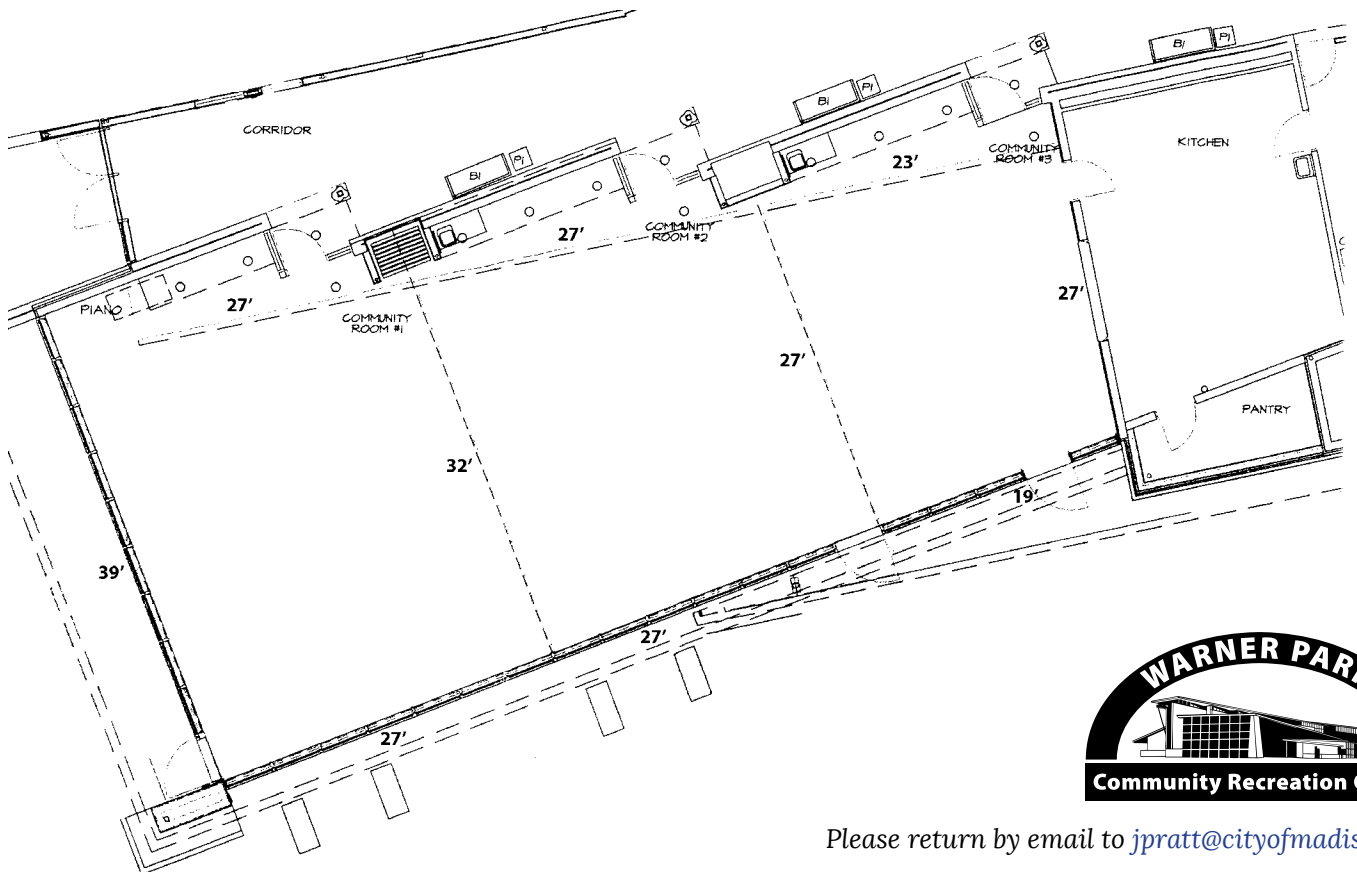 CORRIDOR
BI
PI
BI
PI
BI
PI
KITCHEN
COMMUNITY
ROOM #3
23'
COMMUNITY
ROOM #2
27'
PIANO
27'
COMMUNITY
ROOM #1
27'
27'
PANTRY
32'
19'
39'
27'
27'
WARNER PAR
Community Recreation
Please return by email to jpratt@cityofmadis